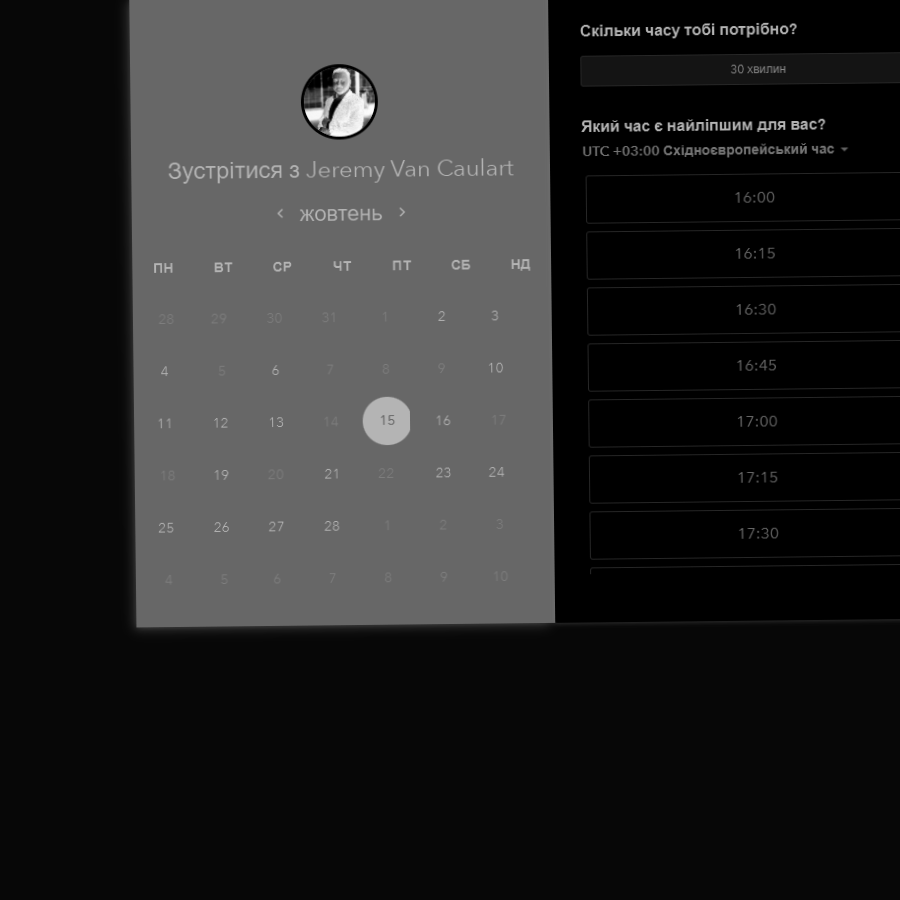 Зустрітися з Jeremy Van Caulart
жовтень
ПН ВТ СР ЧТ ПТ СБ НД
28 29 30 31 1 2 3
4 5 6 7 8 9 10
11 12 13 14 15 16 17
18 19 20 21 22 23 24
25 26 27 28 1 2 3
4 5 6 7 8 9 10
Скільки часу тобі потрібно?
30 хвилин
Який час є найліпшим для вас?
UTC +03:00 Східноєвропейський час
16:00
16:15
16:30
16:45
17:00
17:15
17:30